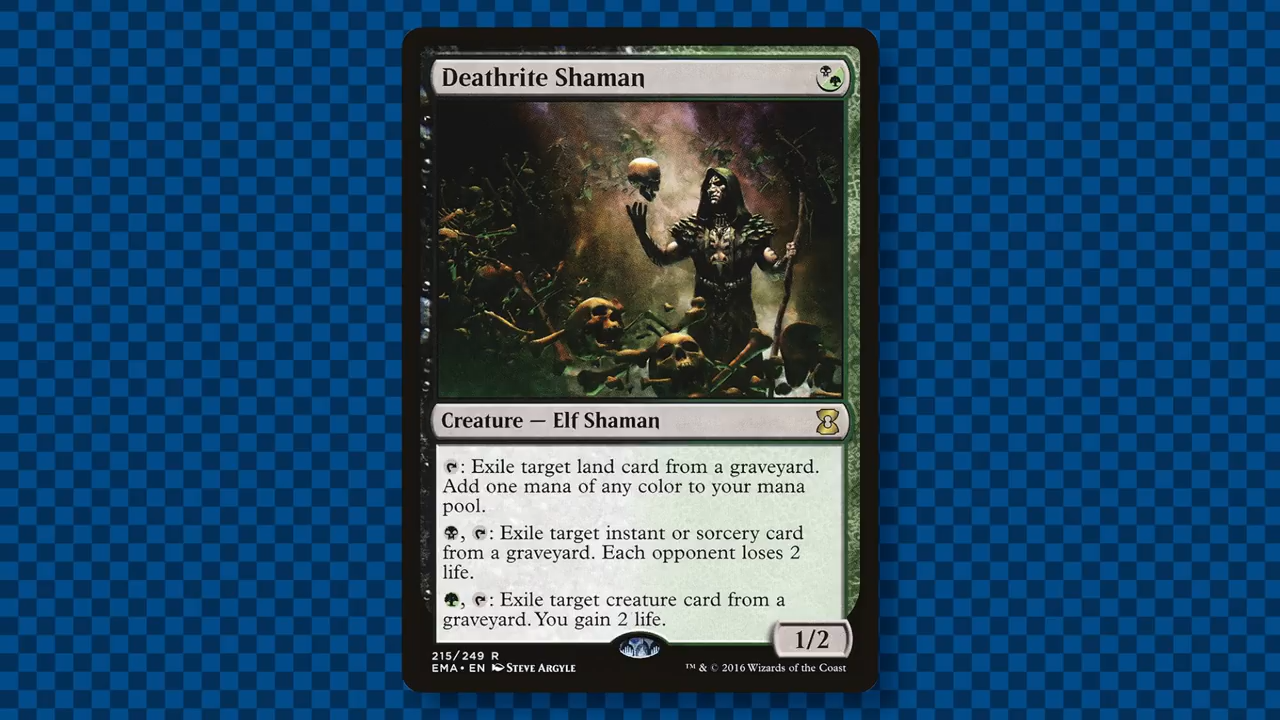 Deathrite Shaman
Creature — Elf Shaman
: Exile target land card from a graveyard.
Add one mana of any color to your mana
pool.
, : Exile target instant or sorcery card
from a graveyard. Each opponent loses 2
life.
, : Exile target creature card from a
graveyard. You gain 2 life.
1/2
215/249 R
EMA • EN STEVE ARGYLE
™ & © 2016 Wizards of the Coast